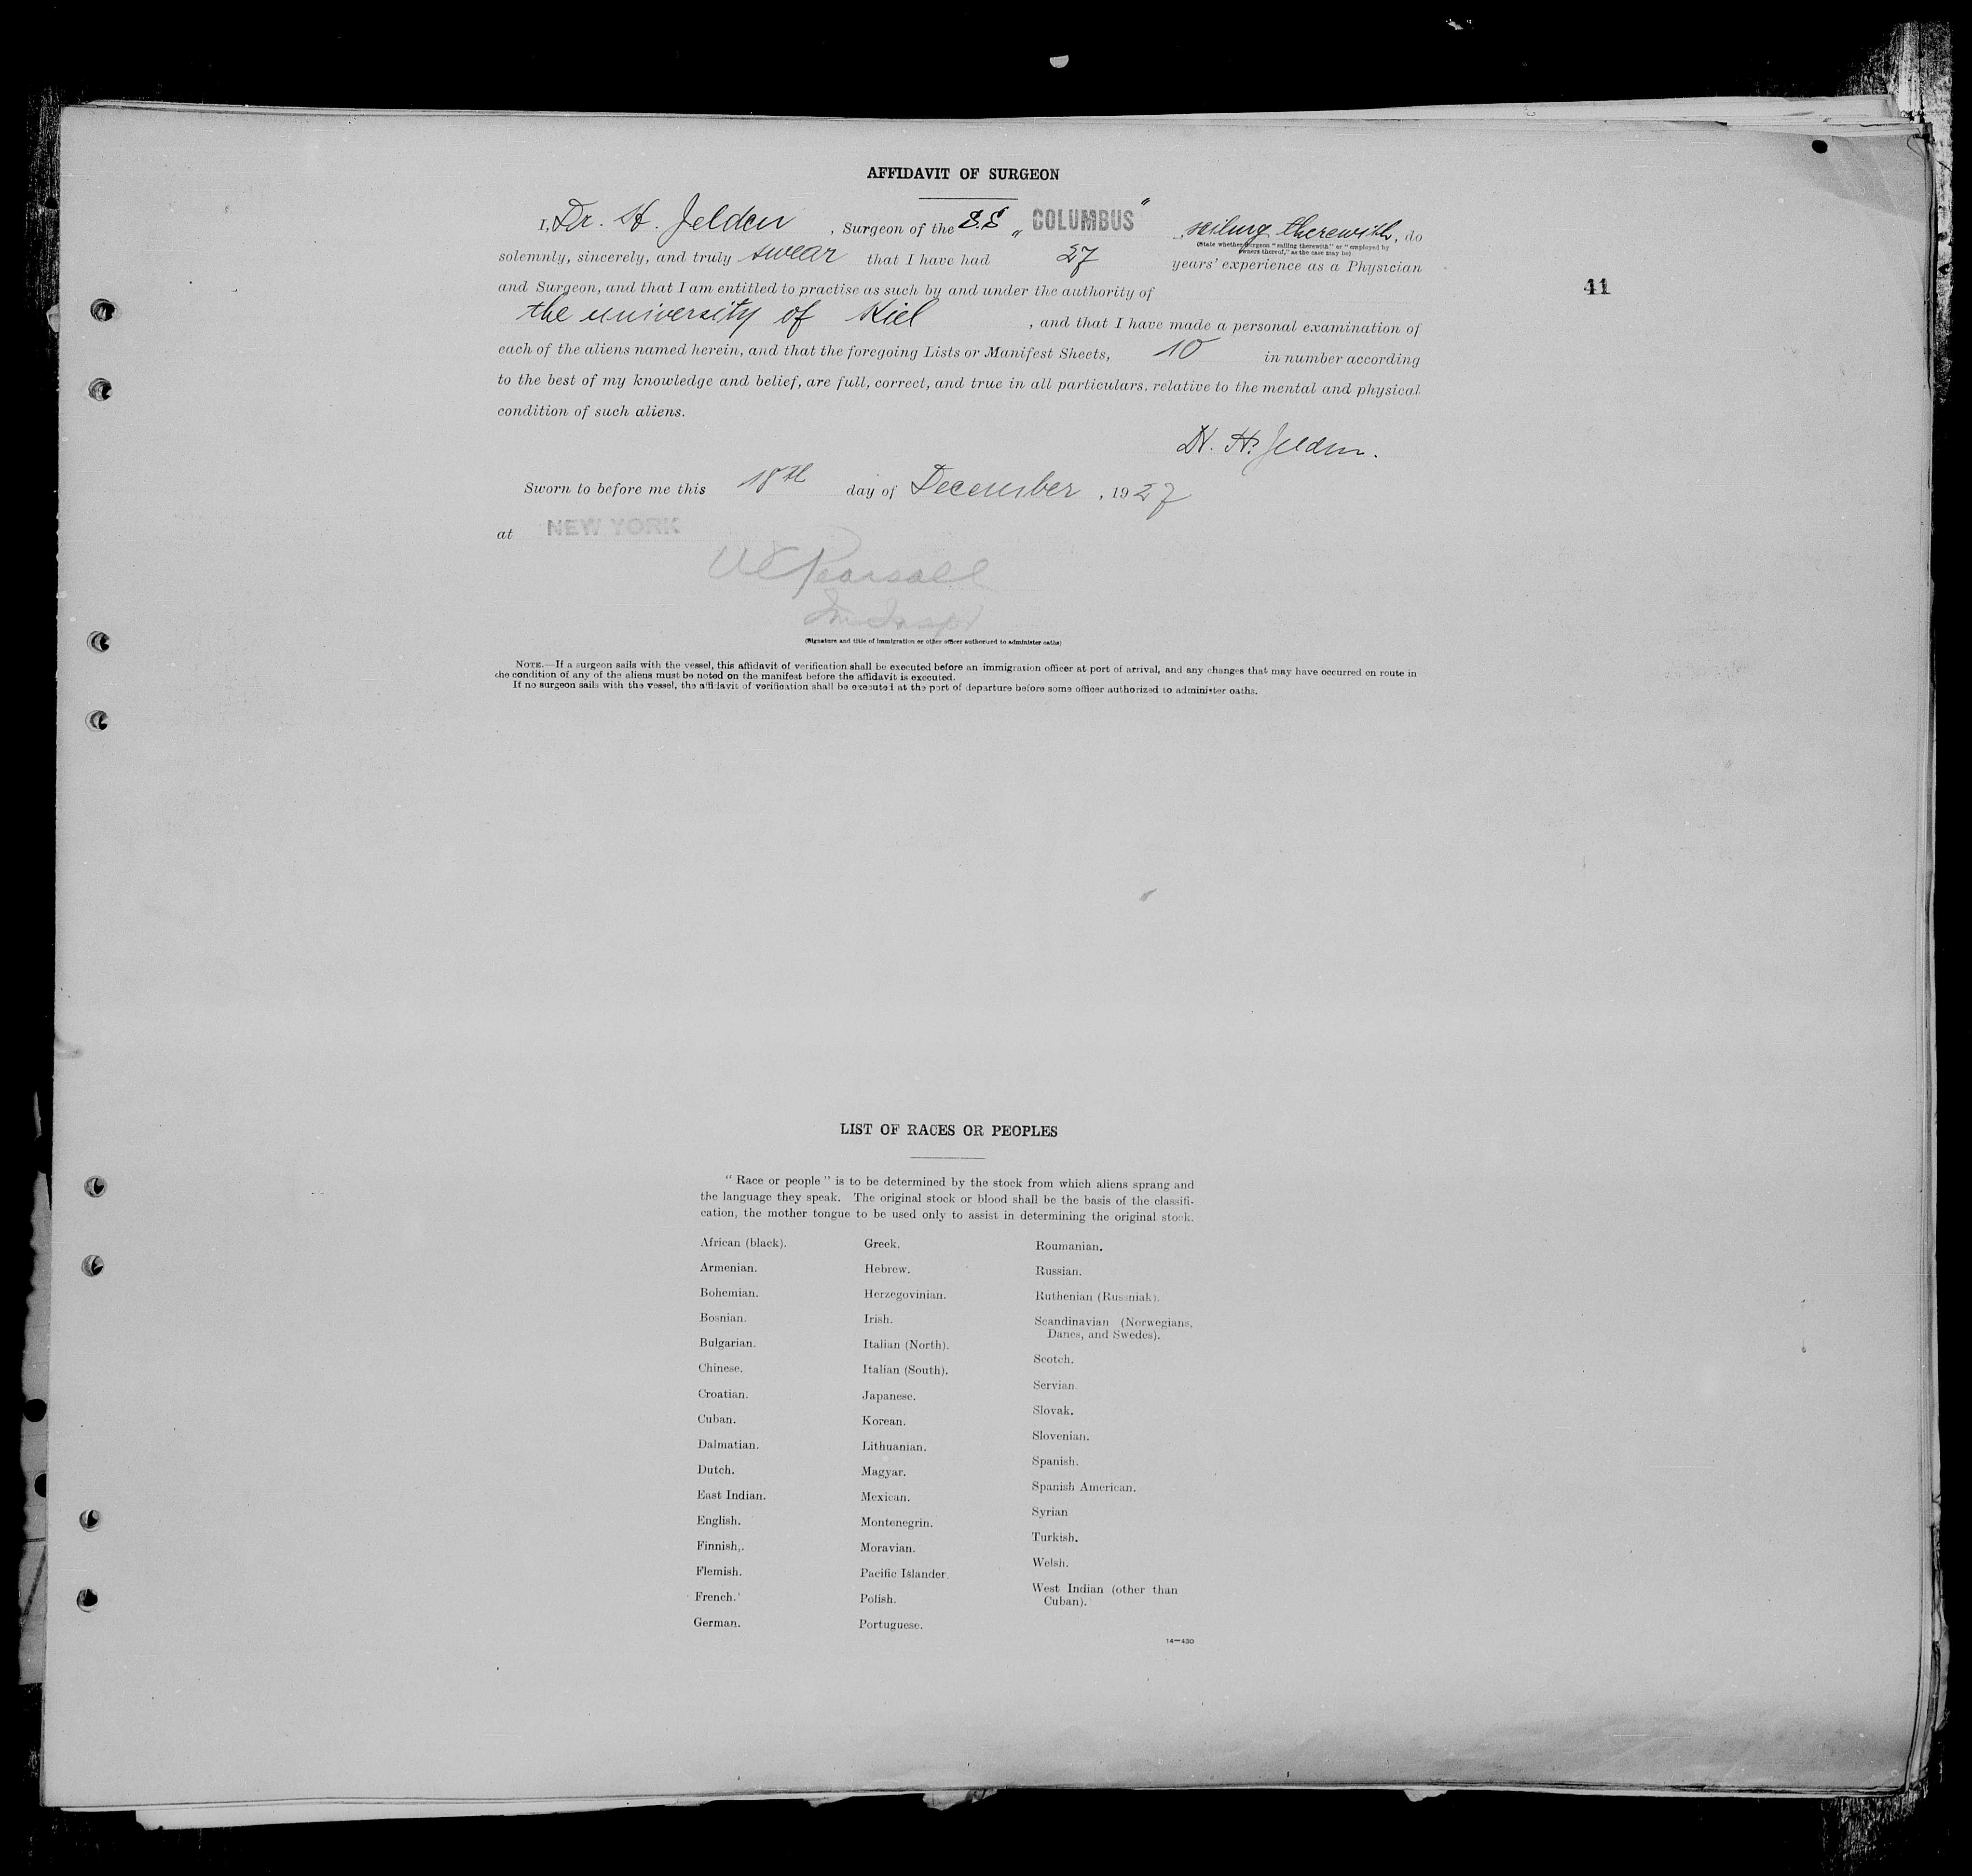 AFFIDAVIT OF SURGEON
I, Dr. H. Jelden, Surgeon of the S.S. „COLUMBUS" , sailing therewith, do
(State whether surgeon "sailing therewith" or "employed by
owners thereof," as the case may be)
solemnly, sincerely, and truly swear that I have had 27 years' experience as a Physician
and Surgeon, and that I am entitled to practise as such by and under the authority of
41
the university of Kiel , and that I have made a personal examination of
each of the aliens named herein, and that the foregoing Lists or Manifest Sheets, 10 in number according
to the best of my knowledge and belief, are full, correct, and true in all particulars, relative to the mental and physical
condition of such aliens.
Dr. H. Jelden.
Sworn to before me this 18th day of December, 1927
at NEW YORK
Pearsall
Im Inspr
(Signature and title of immigration or other officer authorized to administer oaths)
NOTE.—If a surgeon sails with the vessel, this affidavit of verification shall be executed before an immigration officer at port of arrival, and any changes that may have occurred en route in
the condition of any of the aliens must be noted on the manifest before the affidavit is executed.
If no surgeon sails with the vessel, the affidavit of verification shall be executed at the port of departure before some officer authorized to administer oaths.
LIST OF RACES OR PEOPLES
"Race or people" is to be determined by the stock from which aliens sprang and
the language they speak. The original stock or blood shall be the basis of the classifi-
cation, the mother tongue to be used only to assist in determining the original stock.
African (black).
Armenian.
Bohemian.
Bosnian.
Bulgarian.
Chinese.
Croatian.
Cuban.
Dalmatian.
Dutch.
East Indian.
English.
Finnish.
Flemish.
French.
German.
Greek.
Hebrew.
Herzegovinian.
Irish.
Italian (North).
Italian (South).
Japanese.
Korean.
Lithuanian.
Magyar.
Mexican.
Montenegrin.
Moravian.
Pacific Islander.
Polish.
Portuguese.
Roumanian.
Russian.
Ruthenian (Russniak).
Scandinavian (Norwegians,
Danes, and Swedes).
Scotch.
Servian.
Slovak.
Slovenian.
Spanish.
Spanish American.
Syrian
Turkish.
Welsh.
West Indian (other than
Cuban).
14—430